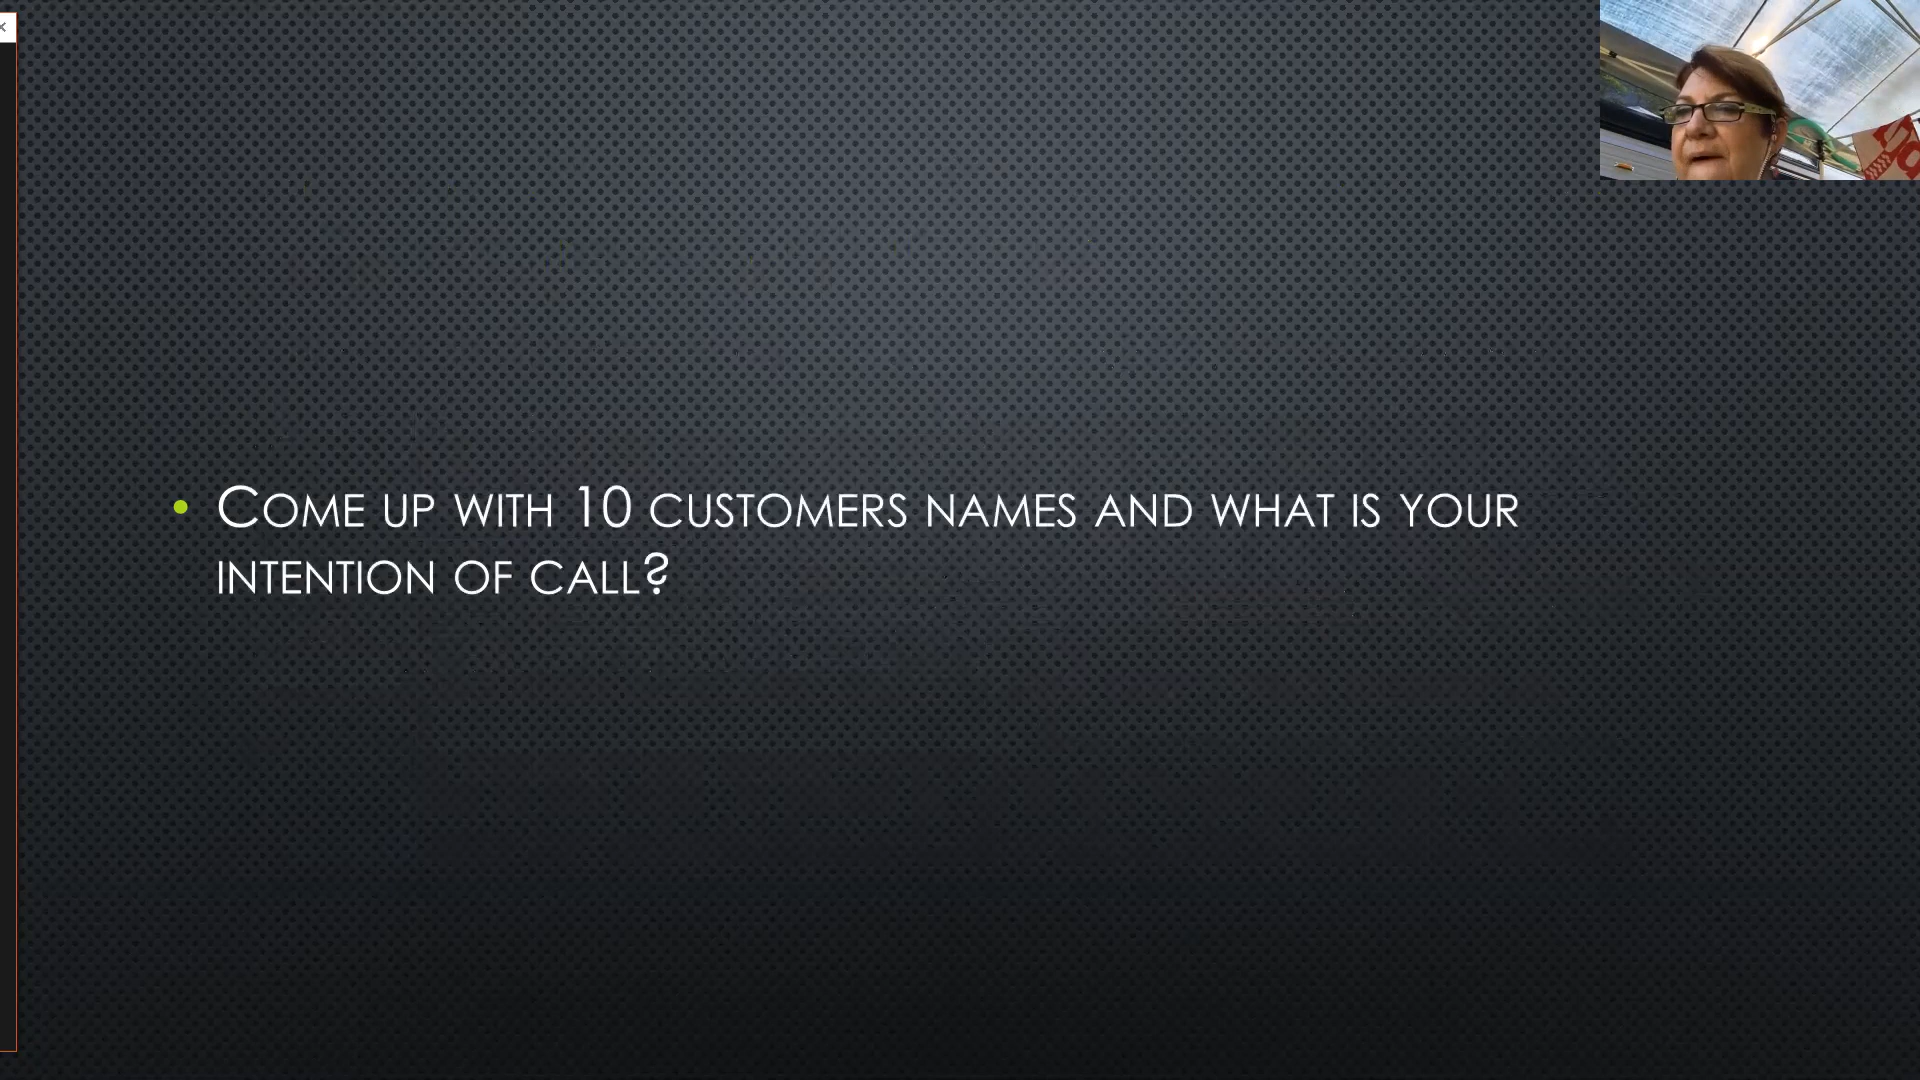 • Come up with 10 customers names and what is your
intention of call?